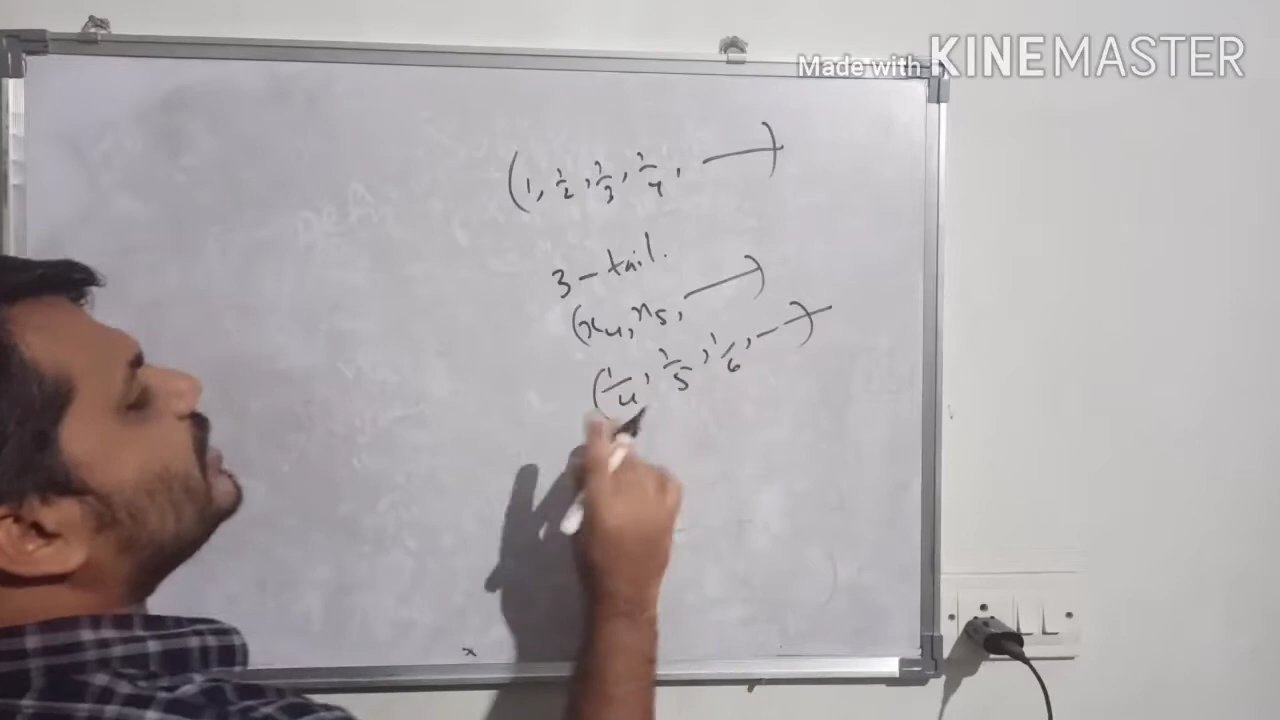 Made with KINEMASTER
(1, 1/2, 1/3, 1/4, ⟶)
3-tail.
(x₄, x₅, ⟶)
(1/4, 1/5, 1/6, —)